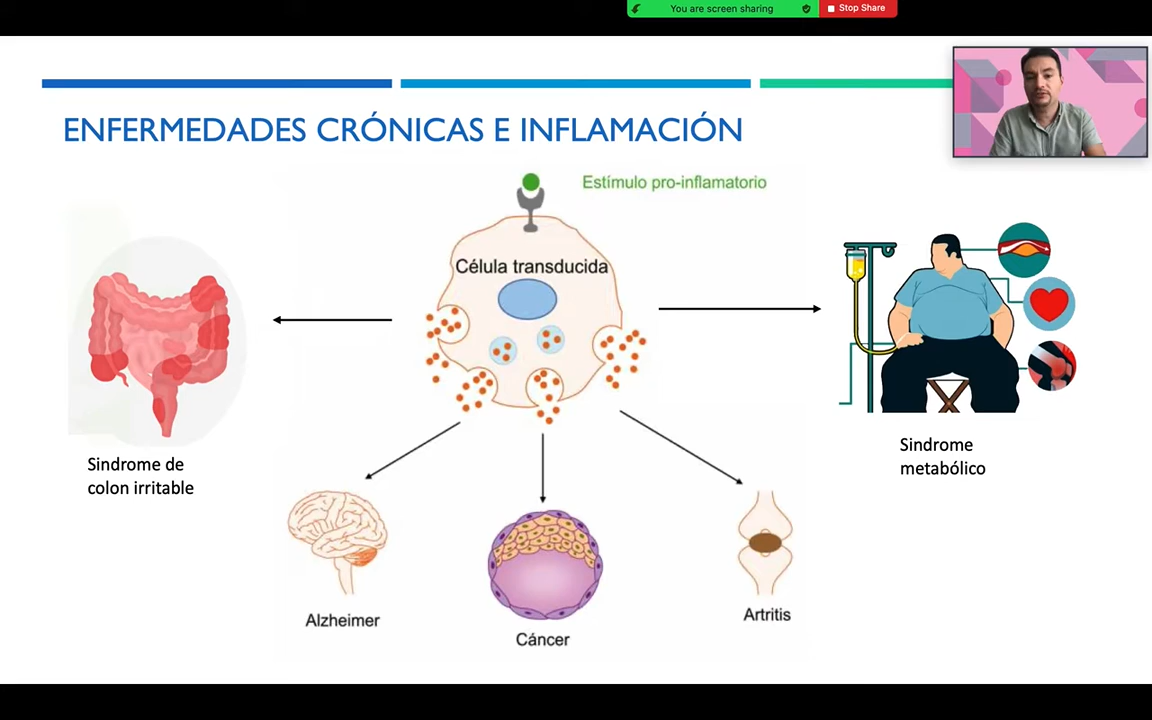 You are screen sharing
Stop Share
ENFERMEDADES CRÓNICAS E INFLAMACIÓN
Estímulo pro-inflamatorio
Célula transducida
Sindrome de
colon irritable
Sindrome
metabólico
Alzheimer
Cáncer
Artritis